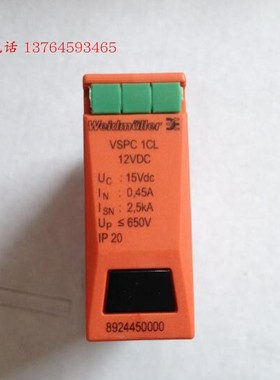 话 13764593465
Weidmüller
VSPC 1CL
12VDC
UC : 15Vdc
IN : 0,45A
ISN : 2,5kA
UP ≤ 650V
IP 20
8924450000